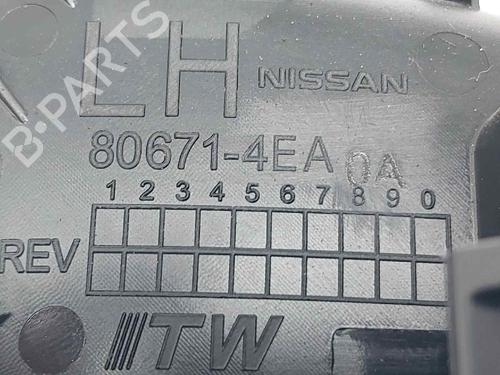 LH NISSAN
80671-4EA 0A
1 2 3 4 5 6 7 8 9 0
REV
TW
B-PARTS